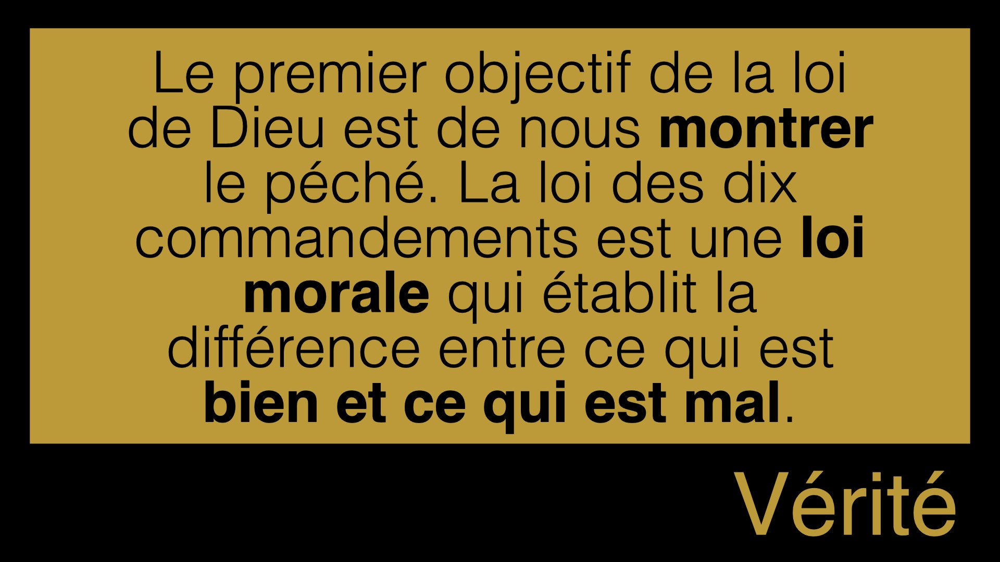 Le premier objectif de la loi
de Dieu est de nous montrer
le péché. La loi des dix
commandements est une loi
morale qui établit la
différence entre ce qui est
bien et ce qui est mal.
Vérité